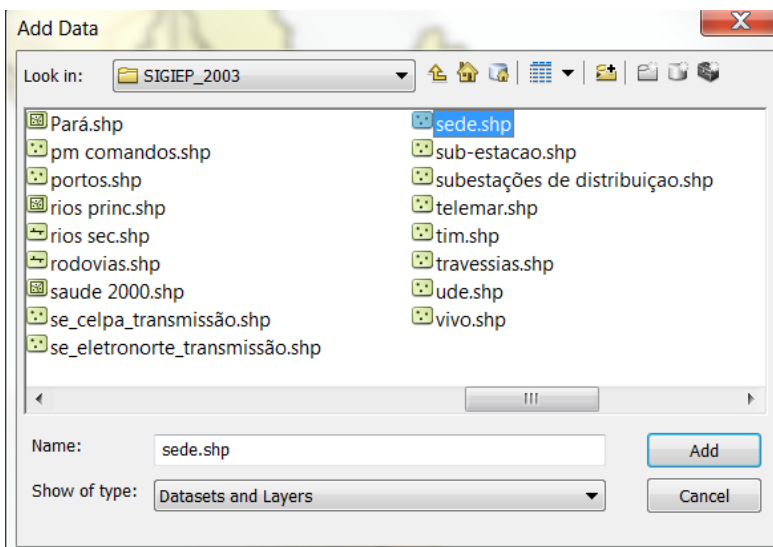 Add Data
Look in: SIGIEP_2003
Pará.shp
pm comandos.shp
portos.shp
rios princ.shp
rios sec.shp
rodovias.shp
saude 2000.shp
se_celpa_transmissão.shp
se_eletronorte_transmissão.shp
sede.shp
sub-estacao.shp
subestações de distribuiçao.shp
telemar.shp
tim.shp
travessias.shp
ude.shp
vivo.shp
Name: sede.shp Add
Show of type: Datasets and Layers Cancel